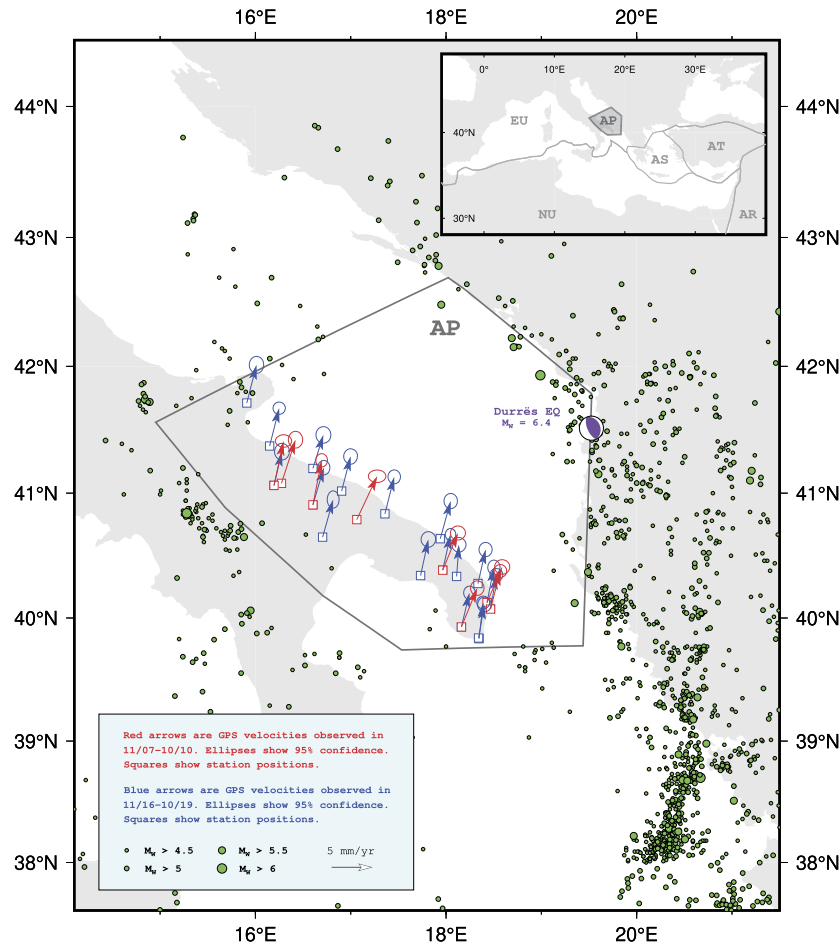 16°E 18°E 20°E
0° 10° 20° 30°
44°N 44°N
EU AP 40°N AT
AS
43°N 43°N
NU AR 30°N
42°N 42°N
AP
Durrës EQ
Mw = 6.4
41°N 41°N
40°N 40°N
39°N 39°N
38°N 38°N
Red arrows are GPS velocities observed in
11/07-10/10. Ellipses show 95% confidence.
Squares show station positions.
Blue arrows are GPS velocities observed in
11/16-10/19. Ellipses show 95% confidence.
Squares show station positions.
Mw > 4.5 Mw > 5.5 5 mm/yr
Mw > 5 Mw > 6
16°E 18°E 20°E